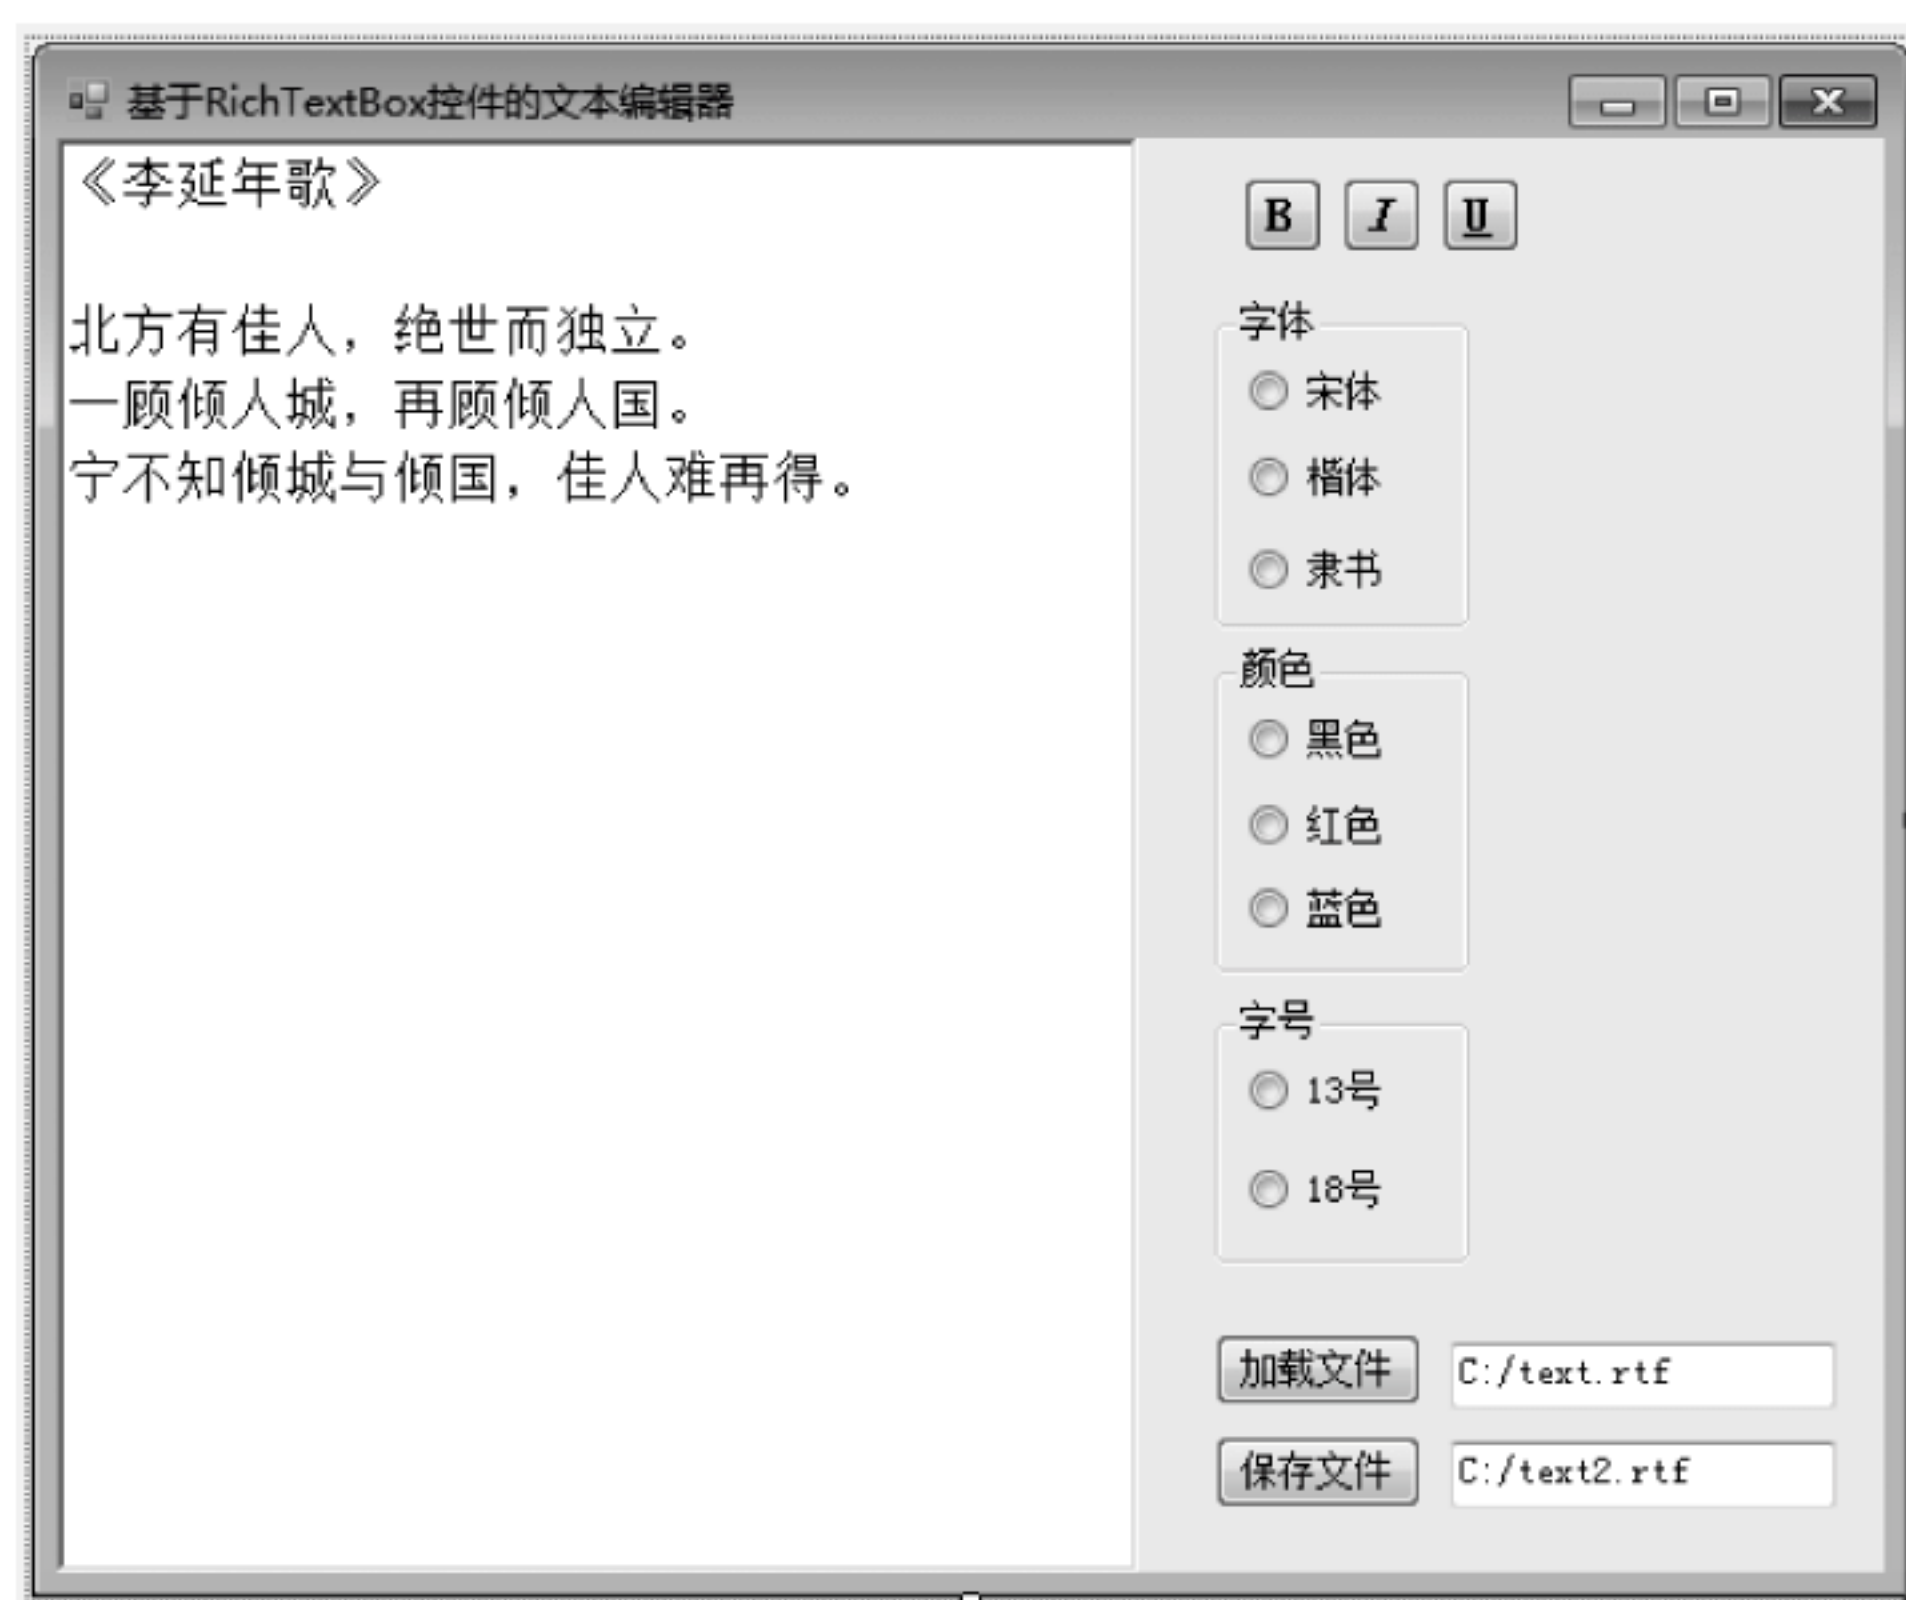 基于RichTextBox控件的文本编辑器
《李延年歌》
北方有佳人，绝世而独立。
一顾倾人城，再顾倾人国。
宁不知倾城与倾国，佳人难再得。
B I U
字体
宋体
楷体
隶书
颜色
黑色
红色
蓝色
字号
13号
18号
加载文件 C:/text.rtf
保存文件 C:/text2.rtf